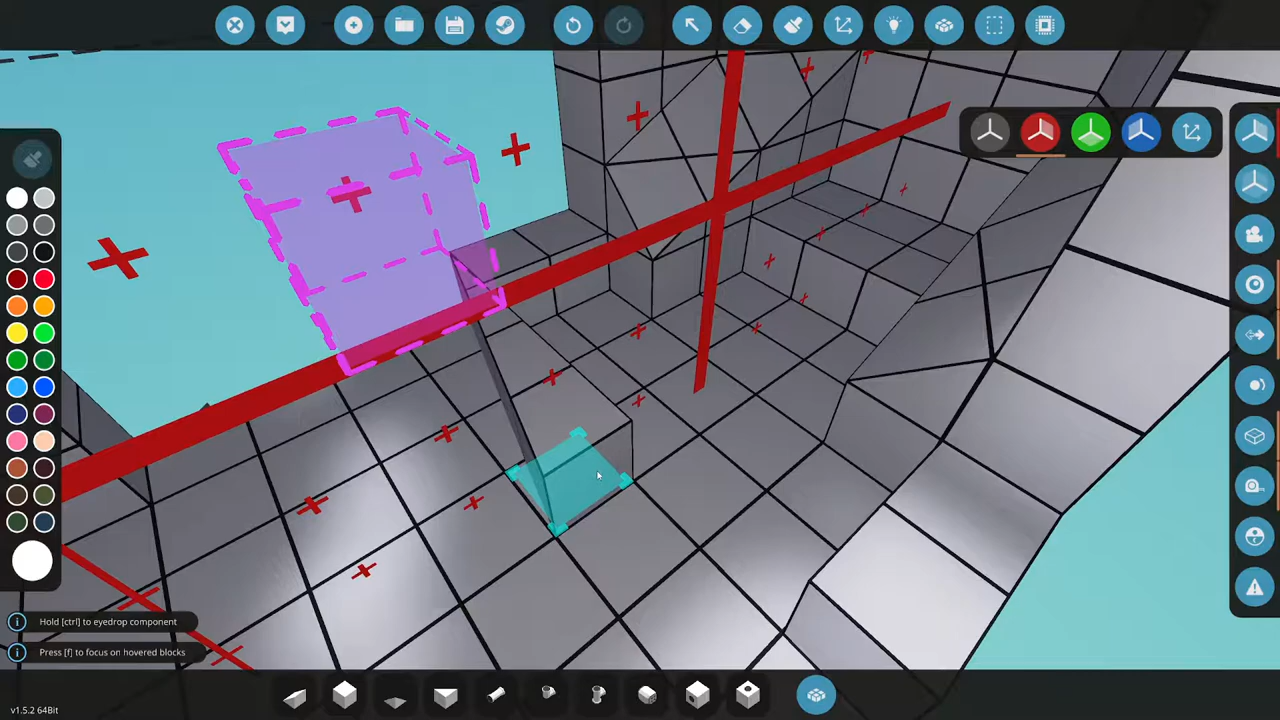 Hold [ctrl] to eyedrop component
Press [f] to focus on hovered blocks
v1.5.2 64Bit